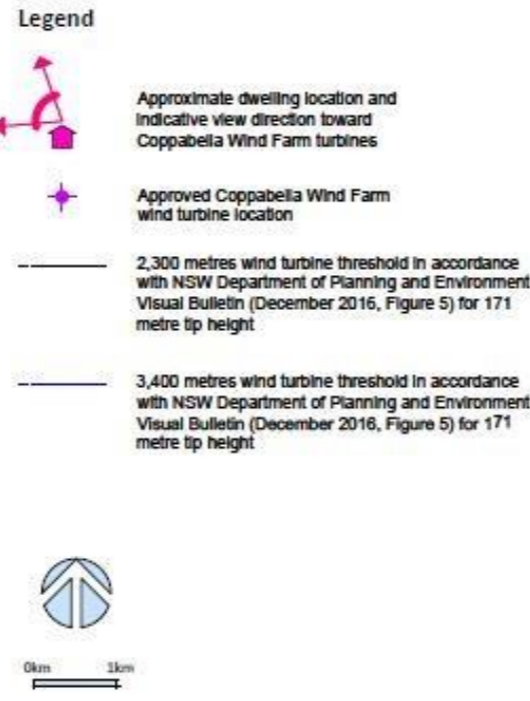 Legend
Approximate dwelling location and
indicative view direction toward
Coppabella Wind Farm turbines
Approved Coppabella Wind Farm
wind turbine location
2,300 metres wind turbine threshold in accordance
with NSW Department of Planning and Environment
Visual Bulletin (December 2016, Figure 5) for 171
metre tip height
3,400 metres wind turbine threshold in accordance
with NSW Department of Planning and Environment
Visual Bulletin (December 2016, Figure 5) for 171
metre tip height
0km 1km